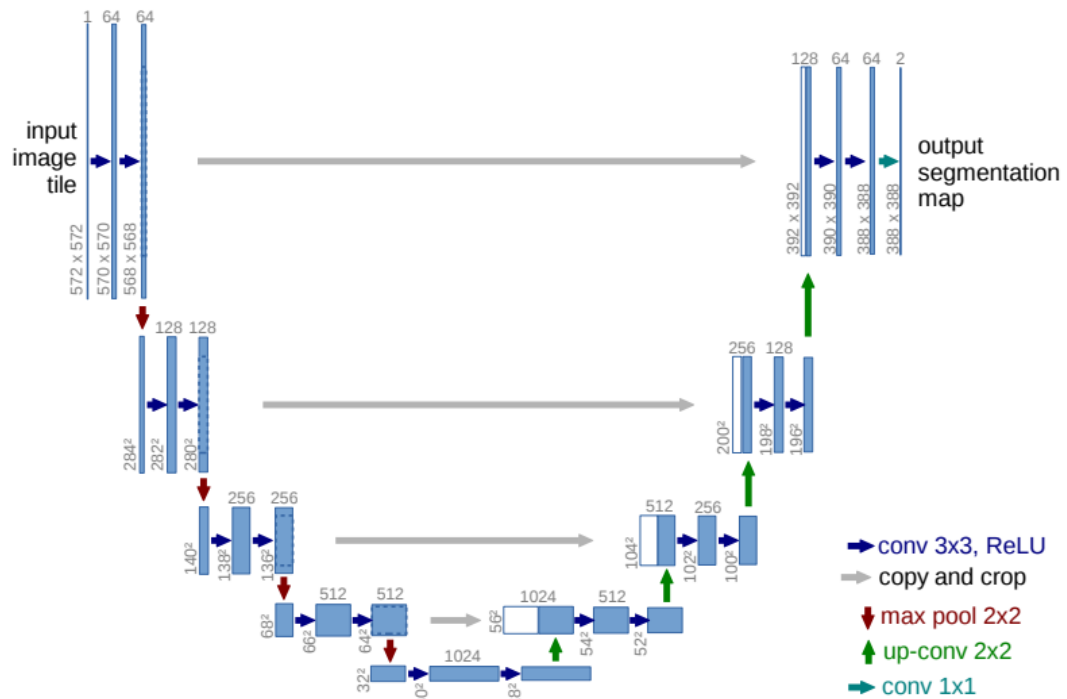 1 64 64
128 64 64 2
input
image
tile
output
segmentation
map
572 x 572
570 x 570
568 x 568
392 x 392
390 x 390
388 x 388
388 x 388
128 128
256 128
284²
282²
280²
200²
198²
196²
256 256
512 256
140²
138²
136²
104²
102²
100²
512 512
1024 512
68²
66²
64²
56²
54²
52²
1024
32²
0²
8²
conv 3x3, ReLU
copy and crop
max pool 2x2
up-conv 2x2
conv 1x1